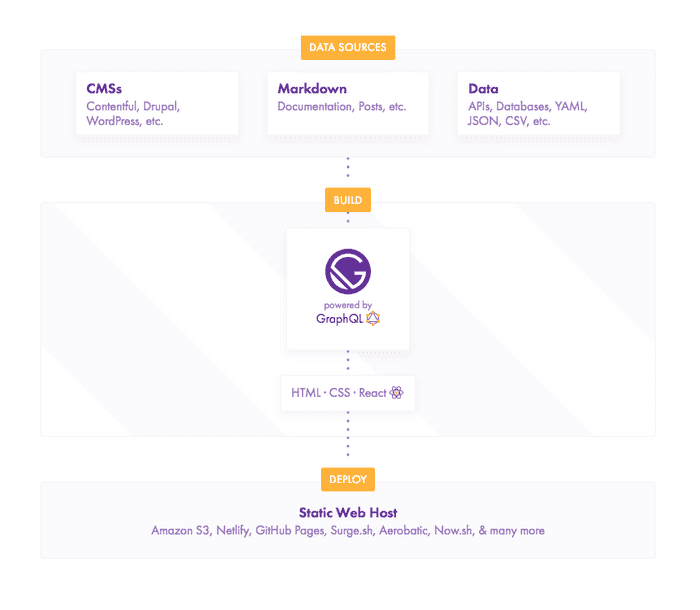 DATA SOURCES
CMSs
Contentful, Drupal,
WordPress, etc.
Markdown
Documentation, Posts, etc.
Data
APIs, Databases, YAML,
JSON, CSV, etc.
BUILD
powered by
GraphQL
HTML · CSS · React
DEPLOY
Static Web Host
Amazon S3, Netlify, GitHub Pages, Surge.sh, Aerobatic, Now.sh, & many more